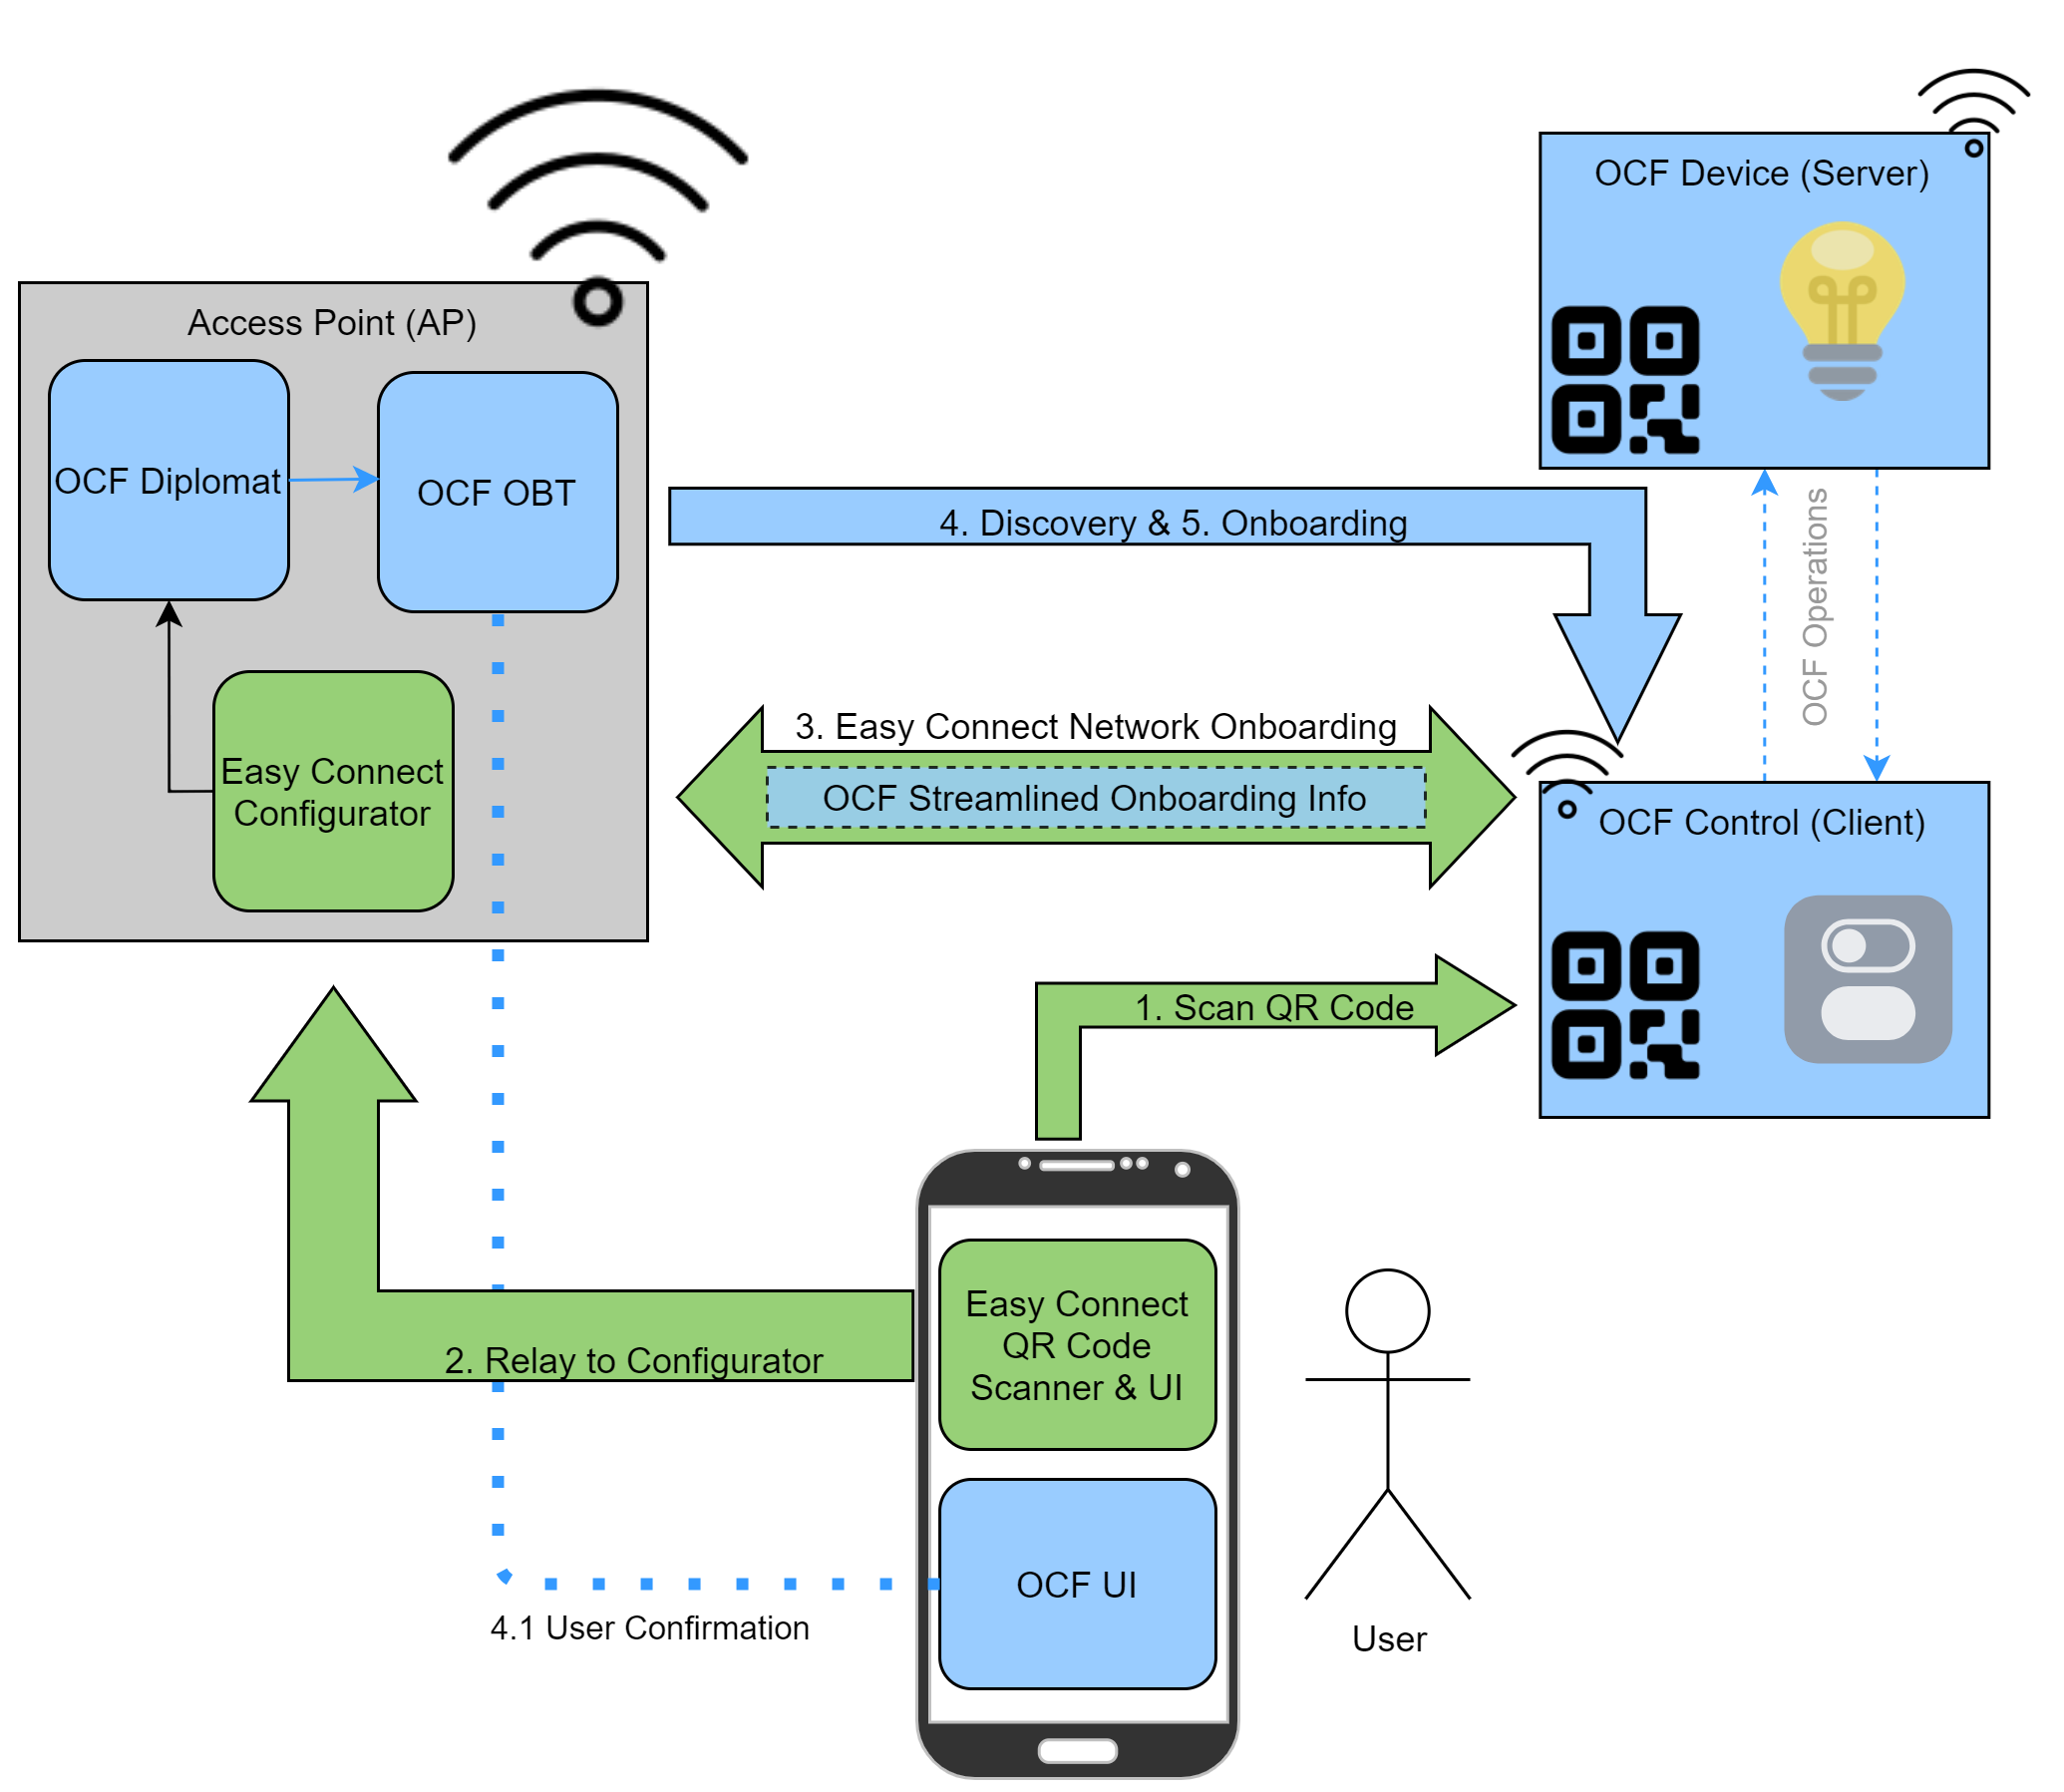 OCF Device (Server)
Access Point (AP)
OCF Diplomat
OCF OBT
4. Discovery & 5. Onboarding
OCF Operations
3. Easy Connect Network Onboarding
OCF Streamlined Onboarding Info
Easy Connect
Configurator
OCF Control (Client)
1. Scan QR Code
Easy Connect
QR Code
Scanner & UI
2. Relay to Configurator
OCF UI
4.1 User Confirmation
User